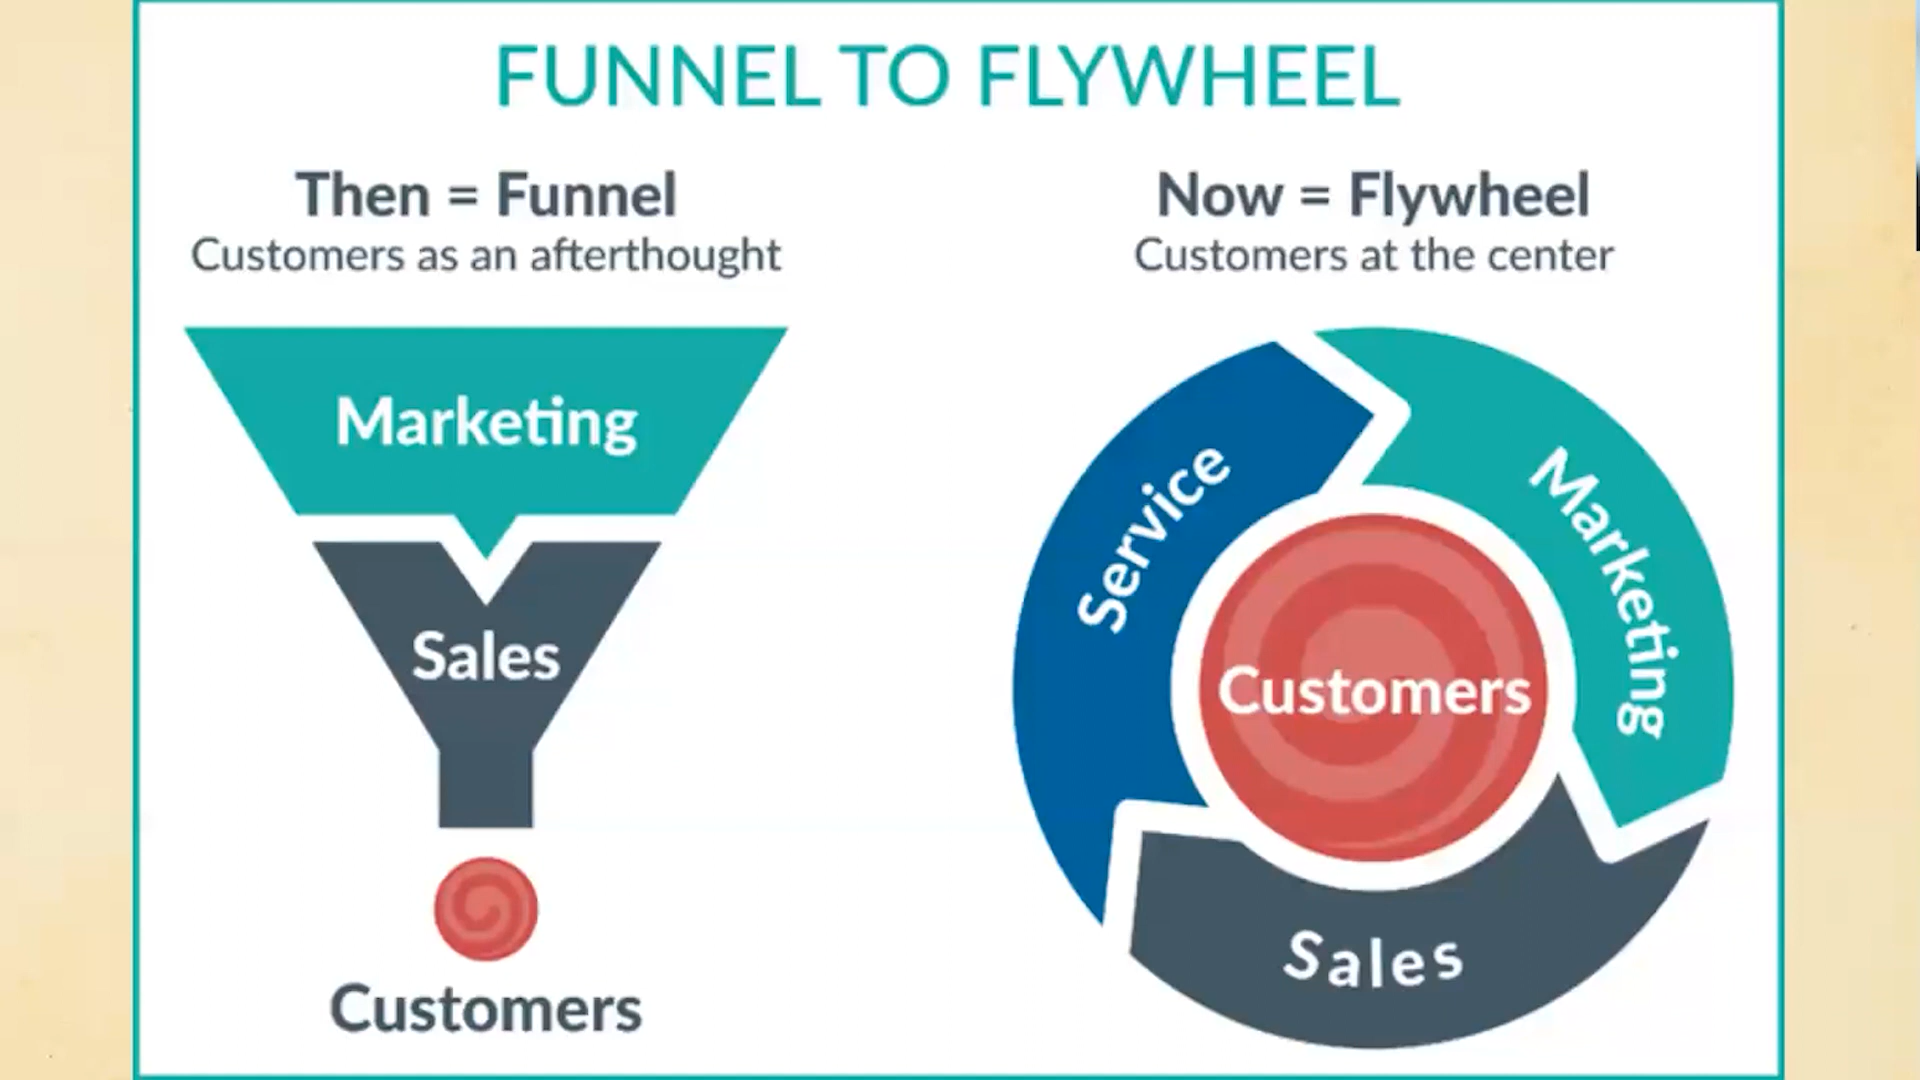 FUNNEL TO FLYWHEEL
Then = Funnel
Customers as an afterthought
Marketing
Sales
Customers
Now = Flywheel
Customers at the center
Service
Marketing
Customers
Sales